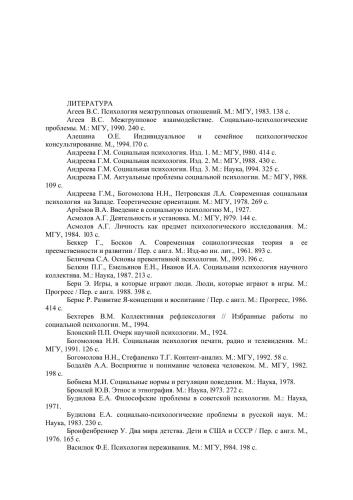 ЛИТЕРАТУРА
Агеев В.С. Психология межгрупповых отношений. М.: МГУ, 1983. 138 с.
Агеев В.С. Межгрупповое взаимодействие. Социально-психологические
проблемы. М.: МГУ, 1990. 240 с.
Алешина О.Е. Индивидуальное и семейное психологическое
консультирование. М., 1994. 170 с.
Андреева Г.М. Социальная психология. Изд. 1. М.: МГУ, 1980. 414 с.
Андреева Г.М. Социальная психология. Изд. 2. М.: МГУ, 1988. 430 с.
Андреева Г.М. Социальная психология. Изд. 3. М.: Наука, 1994. 325 с.
Андреева Г.М. Актуальные проблемы социальной психологии. М.: МГУ, 1988.
109 с.
Андреева Г.М., Богомолова Н.Н., Петровская Л.А. Современная социальная
психология на Западе. Теоретические ориентации. М.: МГУ, 1978. 269 с.
Артёмов В.А. Введение в социальную психологию М., 1927.
Асмолов А.Г. Деятельность и установка. М.: МГУ, 1979. 144 с.
Асмолов А.Г. Личность как предмет психологического исследования. М.:
МГУ, 1984. 103 с.
Беккер Г., Босков А. Современная социологическая теория в ее
преемственности и развитии / Пер. с англ. М.: Изд-во ин. лит., 1961, 893 с.
Беличева С.А. Основы превентивной психологии. М., 1993. 196 с.
Белкин П.Г., Емельянов Е.Н., Иванов И.А. Социальная психология научного
коллектива. М.: Наука, 1987. 213 с.
Берн Э. Игры, в которые играют люди. Люди, которые играют в игры. М.:
Прогресс / Пер. с англ. 1988. 398 с.
Бернс Р. Развитие Я-концепции и воспитание / Пер. с англ. М.: Прогресс, 1986.
414 с.
Бехтерев В.М. Коллективная рефлексология // Избранные работы по
социальной психологии. М., 1994.
Блонский П.П. Очерк научной психологии. М., 1924.
Богомолова Н.Н. Социальная психология печати, радио и телевидения. М.:
МГУ, 1991. 126 с.
Богомолова Н.Н., Стефаненко Т.Г. Контент-анализ. М.: МГУ, 1992. 58 с.
Бодалёв А.А. Восприятие и понимание человека человеком. М.. МГУ, 1982.
198 с.
Бобнева М.И. Социальные нормы и регуляция поведения. М.: Наука, 1978.
Бромлей Ю.В. Этнос и этнография. М.: Наука, 1973. 272 с.
Будилова Е.А. Философские проблемы в советской психологии. М.: Наука,
1971.
Будилова Е.А. социально-психологические проблемы в русской наук. М.:
Наука, 1983. 230 с.
Бронфенбреннер У. Два мира детства. Дети в США и СССР / Пер. с англ. М.,
1976. 165 с.
Василюк Ф.Е. Психология переживания. М.: МГУ, 1984. 198 с.